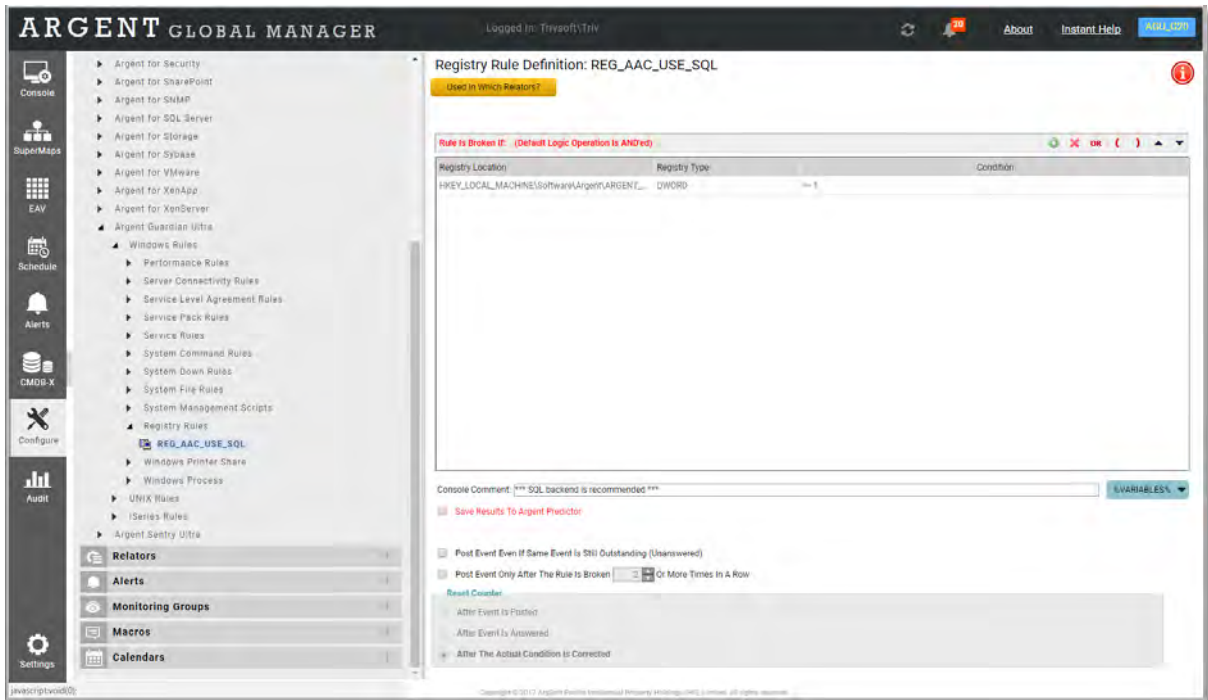 ARGENT GLOBAL MANAGER
Logged In: Trivsoft\Triv
20
About
Instant Help
Console
SuperMaps
EAV
Schedule
Alerts
CMDB-X
Configure
Audit
Settings
Argent for Security
Argent for SharePoint
Argent for SNMP
Argent for SQL Server
Argent for Storage
Argent for Sybase
Argent for VMware
Argent for XenApp
Argent for XenServer
Argent Guardian Ultra
Windows Rules
Performance Rules
Server Connectivity Rules
Service Level Agreement Rules
Service Pack Rules
Service Rules
System Command Rules
System Down Rules
System File Rules
System Management Scripts
Registry Rules
REG_AAC_USE_SQL
Windows Printer Share
Windows Process
UNIX Rules
iSeries Rules
Argent Sentry Ultra
Relators
Alerts
Monitoring Groups
Macros
Calendars
Registry Rule Definition: REG_AAC_USE_SQL
Used In Which Relators?
Rule Is Broken If: (Default Logic Operation Is AND'ed)
OR ( )
Registry Location Registry Type Condition
HKEY_LOCAL_MACHINE\Software\Argent\ARGENT_... DWORD
Console Comment: *** SQL backend is recommended ***
%VARIABLES%
Save Results To Argent Predictor
Post Event Even If Same Event Is Still Outstanding (Unanswered)
Post Event Only After The Rule Is Broken 2 Or More Times In A Row
Reset Counter
After Event Is Posted
After Event Is Answered
After The Actual Condition Is Corrected
javascript:void(0);